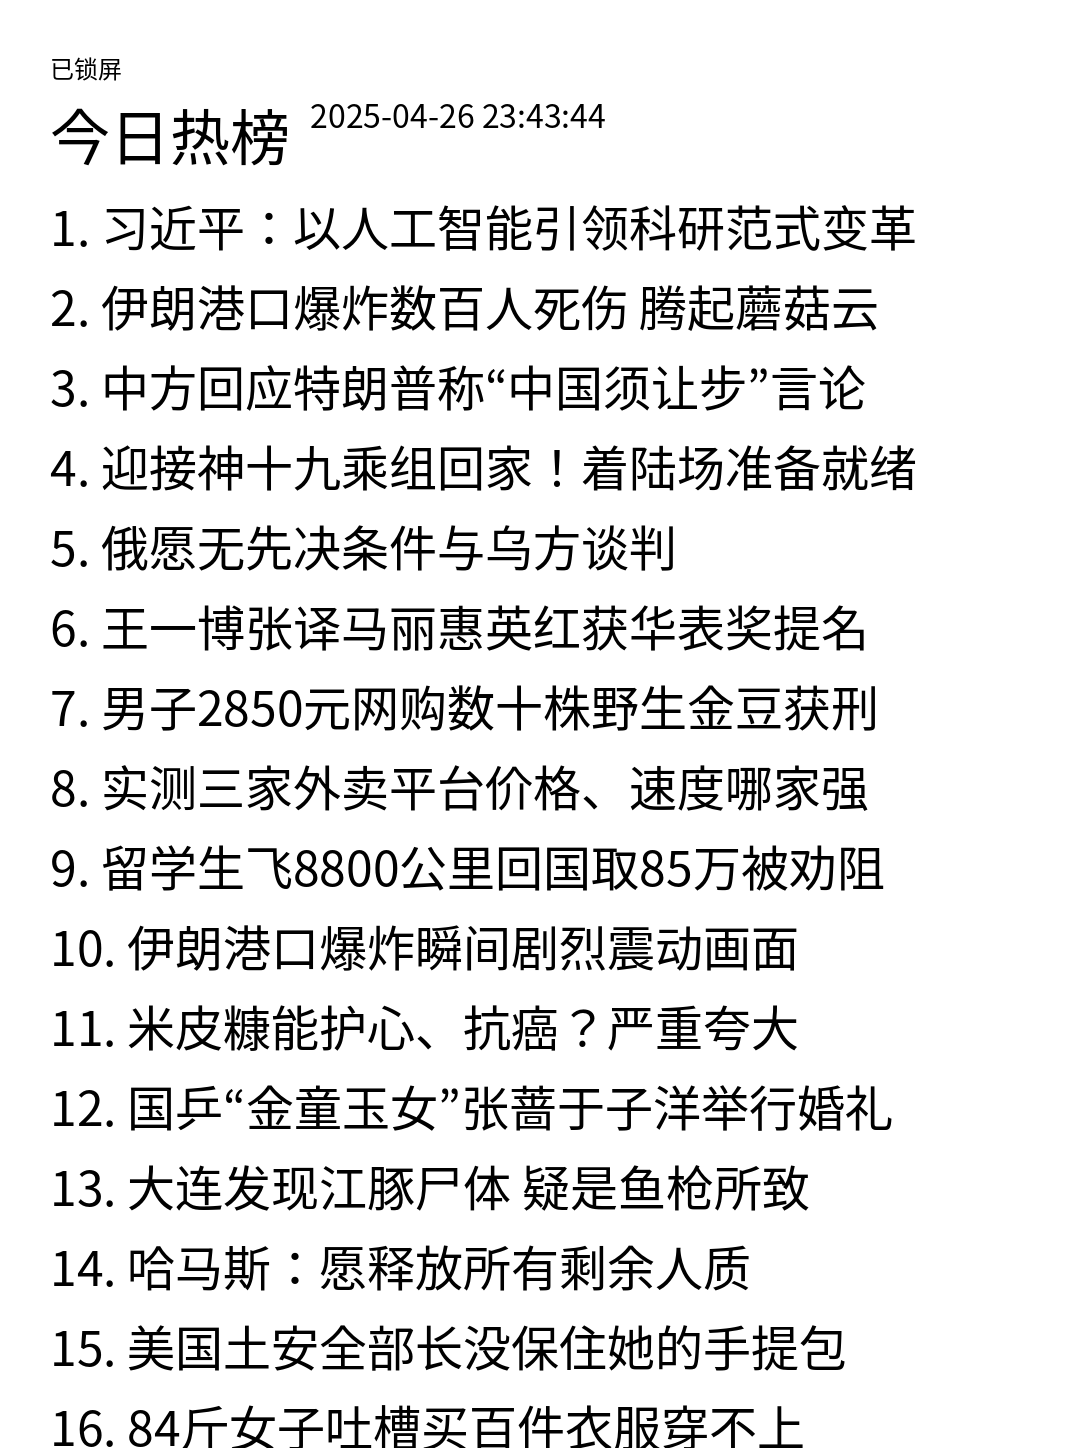 已锁屏
今日热榜 2025-04-26 23:43:44
1. 习近平：以人工智能引领科研范式变革
2. 伊朗港口爆炸数百人死伤 腾起蘑菇云
3. 中方回应特朗普称“中国须让步”言论
4. 迎接神十九乘组回家！着陆场准备就绪
5. 俄愿无先决条件与乌方谈判
6. 王一博张译马丽惠英红获华表奖提名
7. 男子2850元网购数十株野生金豆获刑
8. 实测三家外卖平台价格、速度哪家强
9. 留学生飞8800公里回国取85万被劝阻
10. 伊朗港口爆炸瞬间剧烈震动画面
11. 米皮糠能护心、抗癌？严重夸大
12. 国乒“金童玉女”张蔷于子洋举行婚礼
13. 大连发现江豚尸体 疑是鱼枪所致
14. 哈马斯：愿释放所有剩余人质
15. 美国土安全部长没保住她的手提包
16. 84斤女子吐槽买百件衣服穿不上